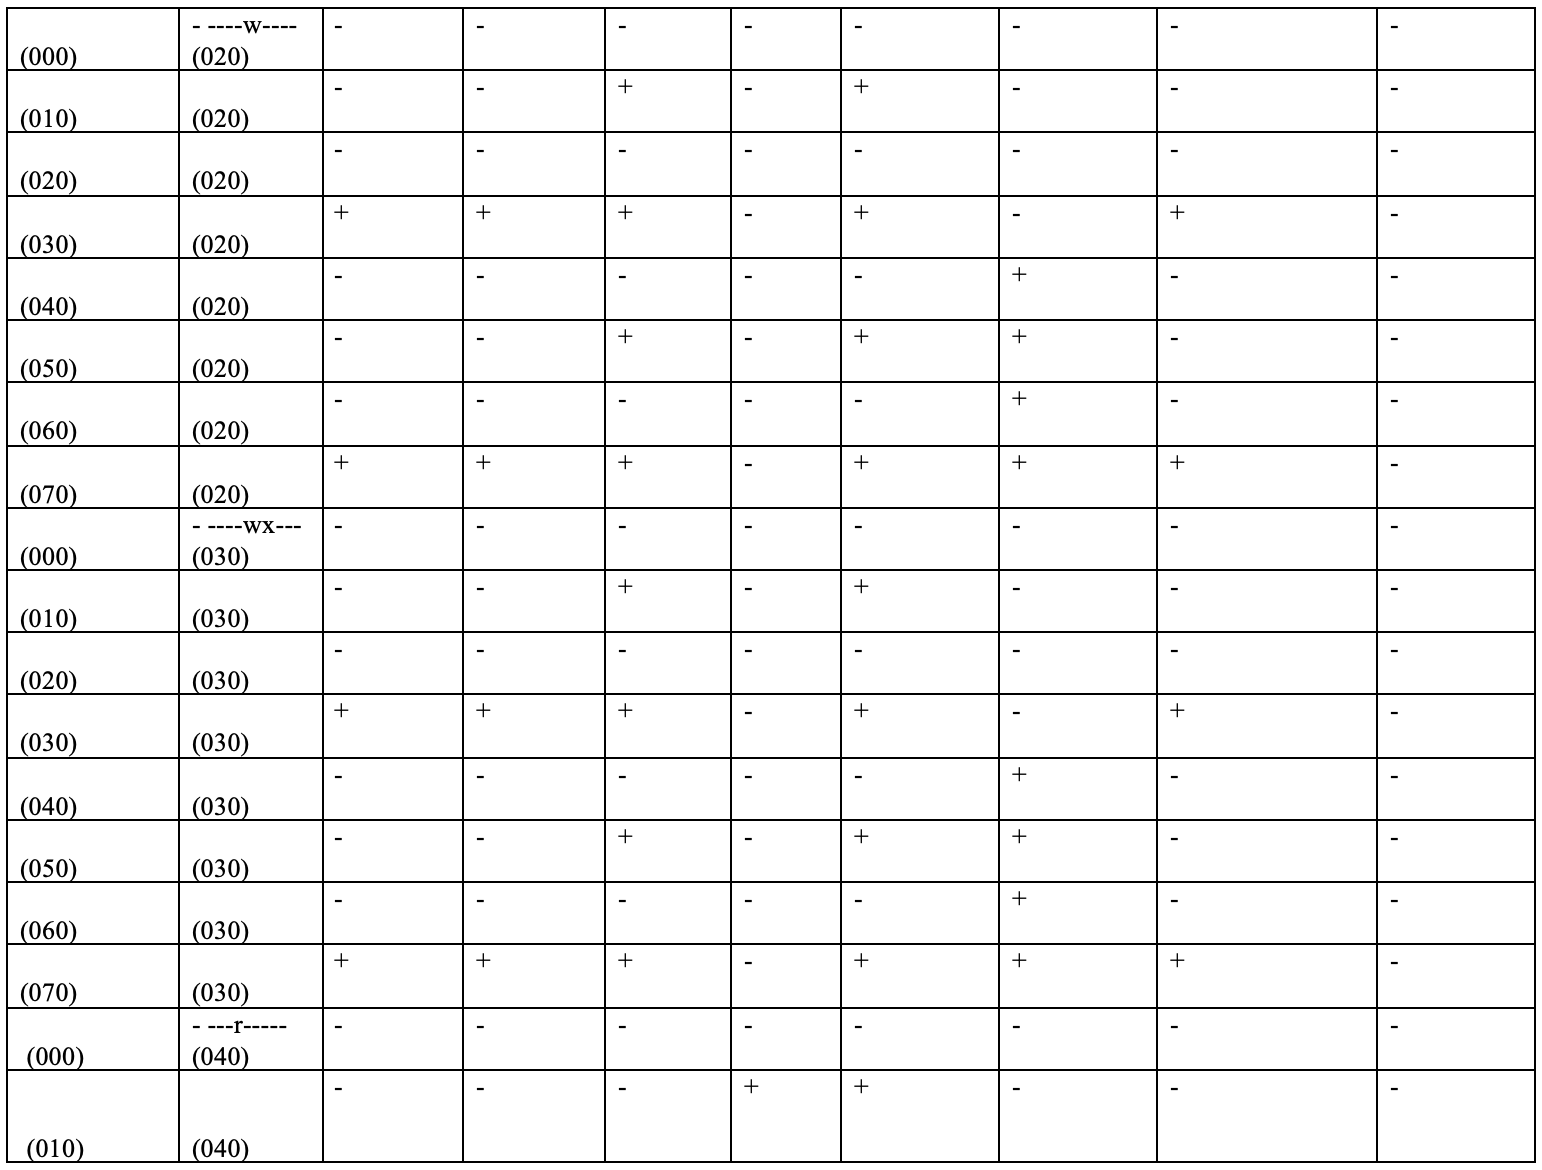 - ----w---- - - - - - - - -
(000) (020)
- - + - + - - -
(010) (020)
- - - - - - - -
(020) (020)
+ + + - + - + -
(030) (020)
- - - - - + - -
(040) (020)
- - + - + + - -
(050) (020)
- - - - - + - -
(060) (020)
+ + + - + + + -
(070) (020)
- ----wx--- - - - - - - - -
(000) (030)
- - + - + - - -
(010) (030)
- - - - - - - -
(020) (030)
+ + + - + - + -
(030) (030)
- - - - - + - -
(040) (030)
- - + - + + - -
(050) (030)
- - - - - + - -
(060) (030)
+ + + - + + + -
(070) (030)
- ---r----- - - - - - - - -
(000) (040)
- - - + + - - -
(010) (040)